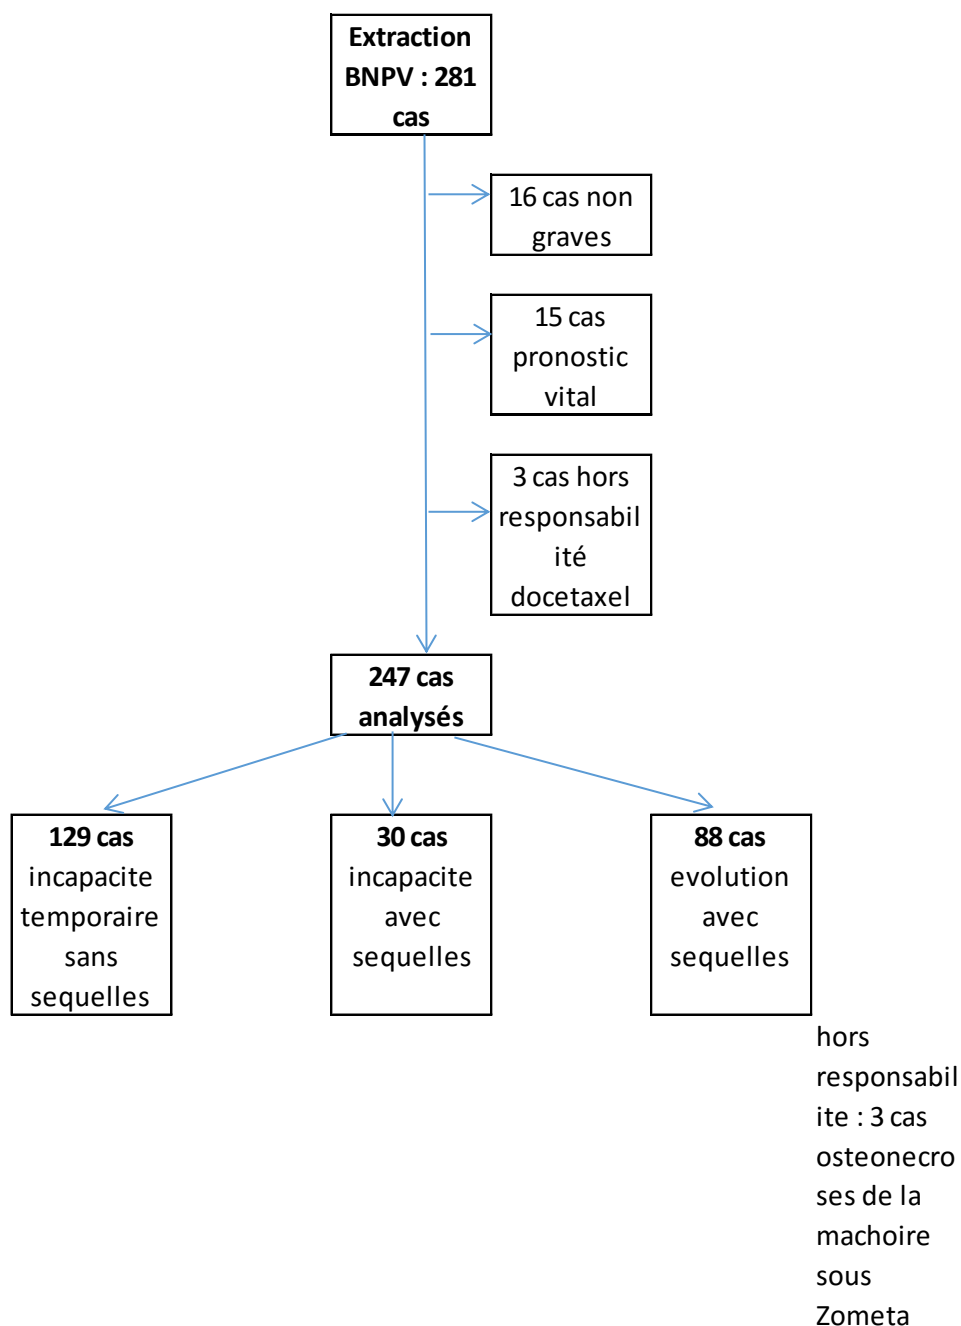 Extraction
BNPV : 281
cas
16 cas non
graves
15 cas
pronostic
vital
3 cas hors
responsabil
ité
docetaxel
247 cas
analysés
129 cas
incapacite
temporaire
sans
sequelles
30 cas
incapacite
avec
sequelles
88 cas
evolution
avec
sequelles
hors
responsabil
ite : 3 cas
osteonecro
ses de la
machoire
sous
Zometa